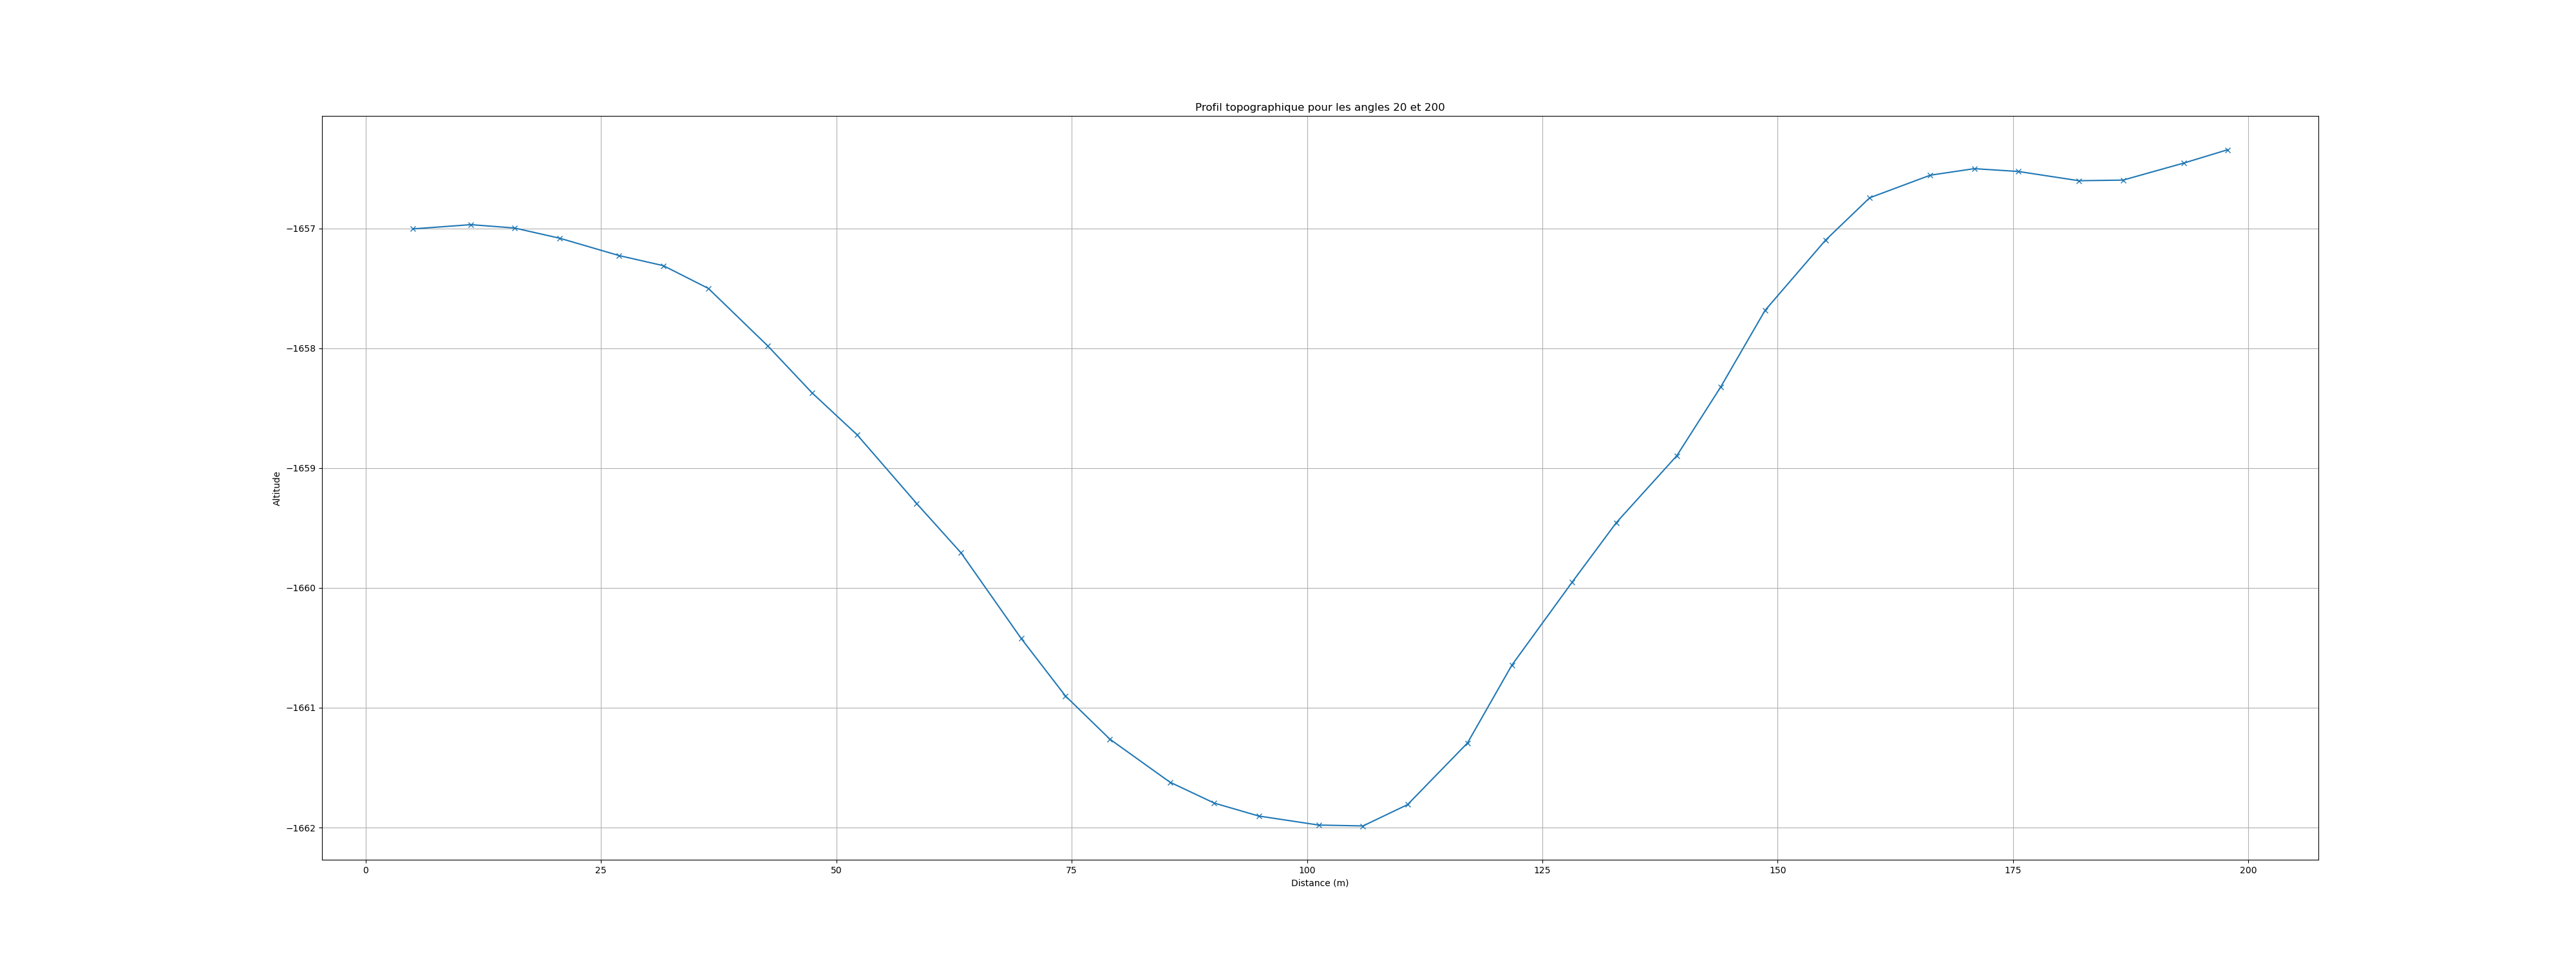 Profil topographique pour les angles 20 et 200
Altitude
−1657
−1658
−1659
−1660
−1661
−1662
0 25 50 75 100 125 150 175 200
Distance (m)